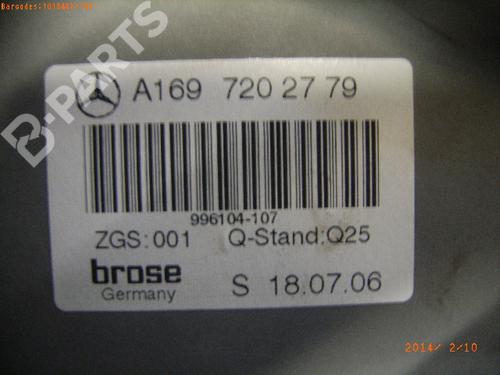 B-PARTS
A169 720 27 79
996104-107
ZGS:001 Q-Stand:Q25
brose
Germany
S 18.07.06
2014/ 2/10